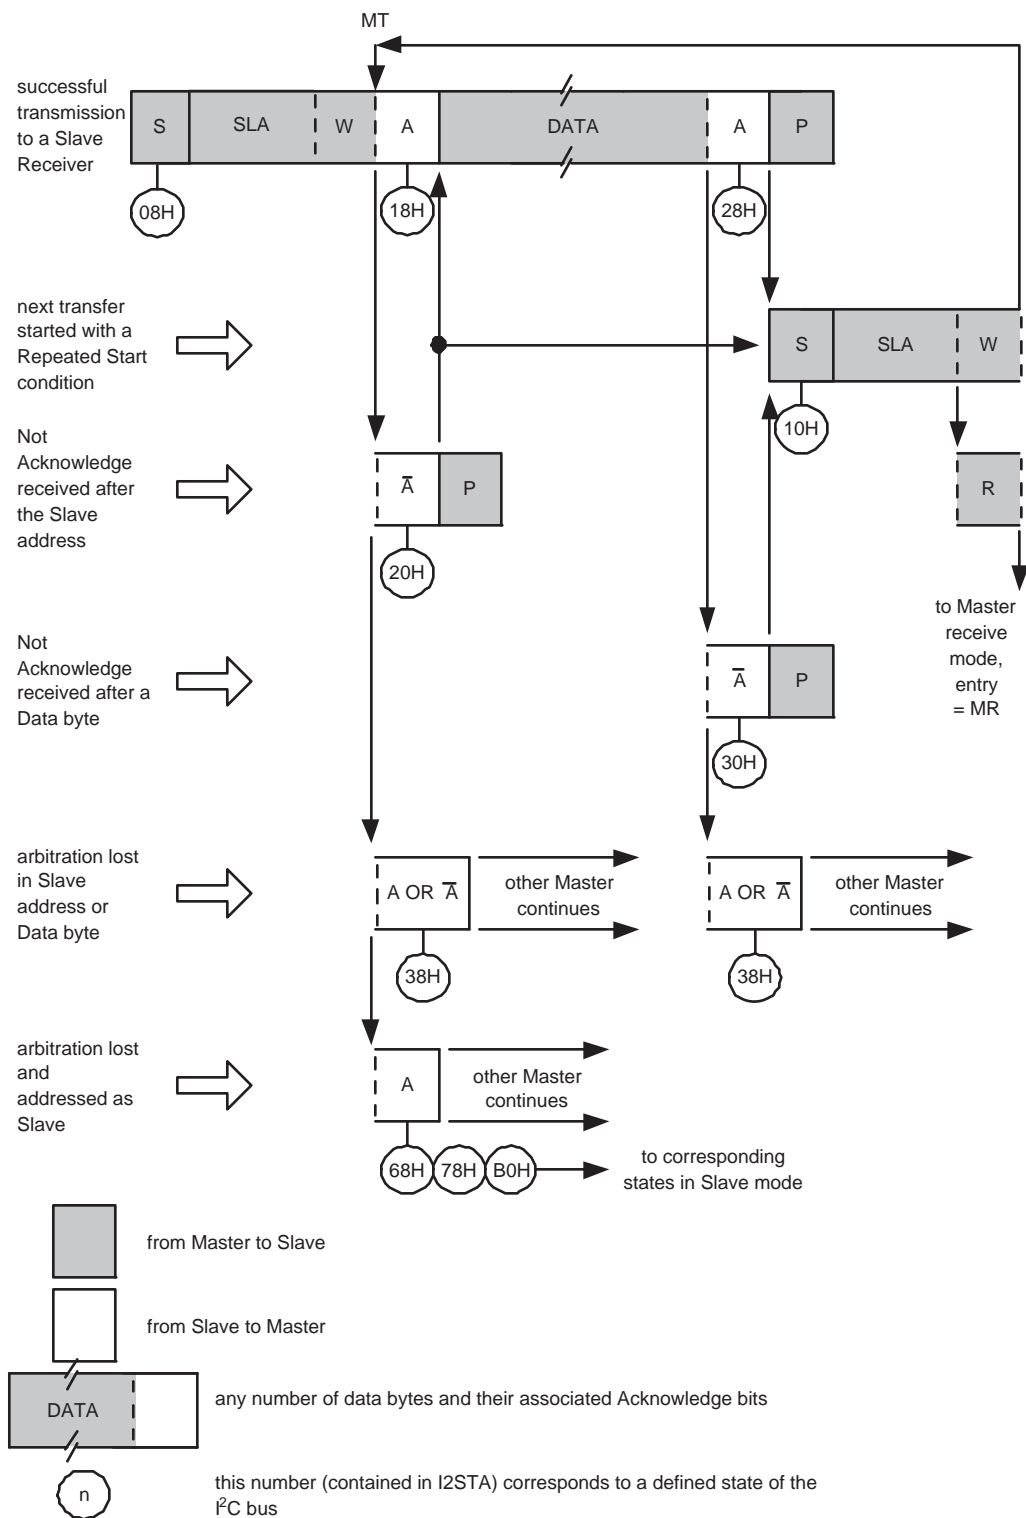 MT
successful
transmission
to a Slave
Receiver
S SLA W A DATA A P
08H 18H 28H
next transfer
started with a
Repeated Start
condition
S SLA W
10H
Not
Acknowledge
received after
the Slave
address
A̅ P
R
20H
to Master
receive
mode,
entry
= MR
Not
Acknowledge
received after a
Data byte
A̅ P
30H
arbitration lost
in Slave
address or
Data byte
A OR A̅
other Master
continues
A OR A̅
other Master
continues
38H 38H
arbitration lost
and
addressed as
Slave
A
other Master
continues
68H 78H B0H
to corresponding
states in Slave mode
from Master to Slave
from Slave to Master
DATA
any number of data bytes and their associated Acknowledge bits
n
this number (contained in I2STA) corresponds to a defined state of the
I²C bus